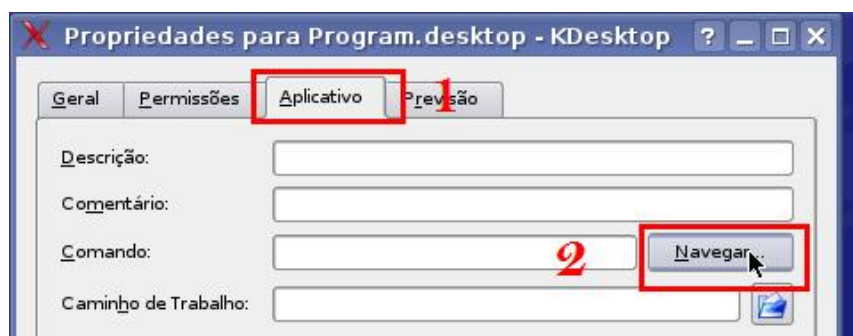 Propriedades para Program.desktop - KDesktop ?
Geral Permissões Aplicativo Previsão
1
Descrição:
Comentário:
Comando: 2 Navegar...
Caminho de Trabalho: